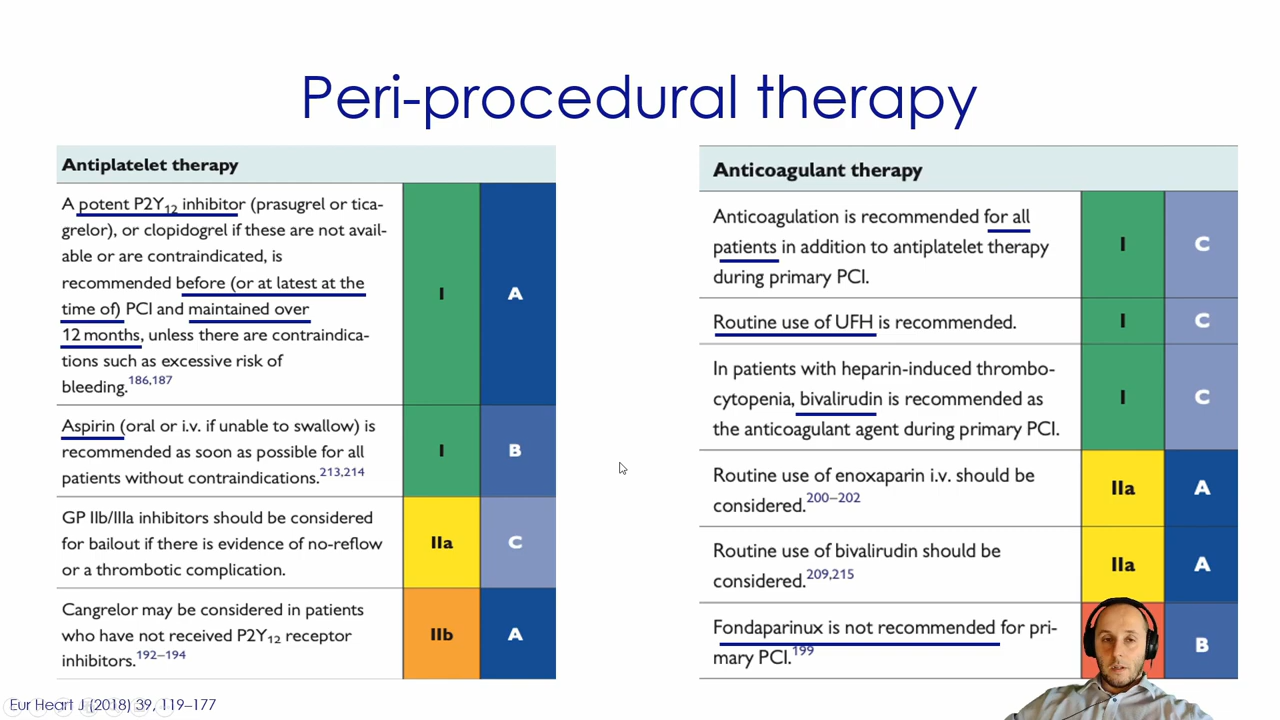 Peri-procedural therapy
Antiplatelet therapy
A potent P2Y12 inhibitor (prasugrel or tica-
grelor), or clopidogrel if these are not avail-
able or are contraindicated, is
recommended before (or at latest at the
time of) PCI and maintained over
12 months, unless there are contraindica-
tions such as excessive risk of
bleeding.186,187
I
A
Aspirin (oral or i.v. if unable to swallow) is
recommended as soon as possible for all
patients without contraindications.213,214
I
B
GP IIb/IIIa inhibitors should be considered
for bailout if there is evidence of no-reflow
or a thrombotic complication.
IIa
C
Cangrelor may be considered in patients
who have not received P2Y12 receptor
inhibitors.192–194
IIb
A
Anticoagulant therapy
Anticoagulation is recommended for all
patients in addition to antiplatelet therapy
during primary PCI.
I
C
Routine use of UFH is recommended.
I
C
In patients with heparin-induced thrombo-
cytopenia, bivalirudin is recommended as
the anticoagulant agent during primary PCI.
I
C
Routine use of enoxaparin i.v. should be
considered.200–202
IIa
A
Routine use of bivalirudin should be
considered.209,215
IIa
A
Fondaparinux is not recommended for pri-
mary PCI.199
B
Eur Heart J (2018) 39, 119–177